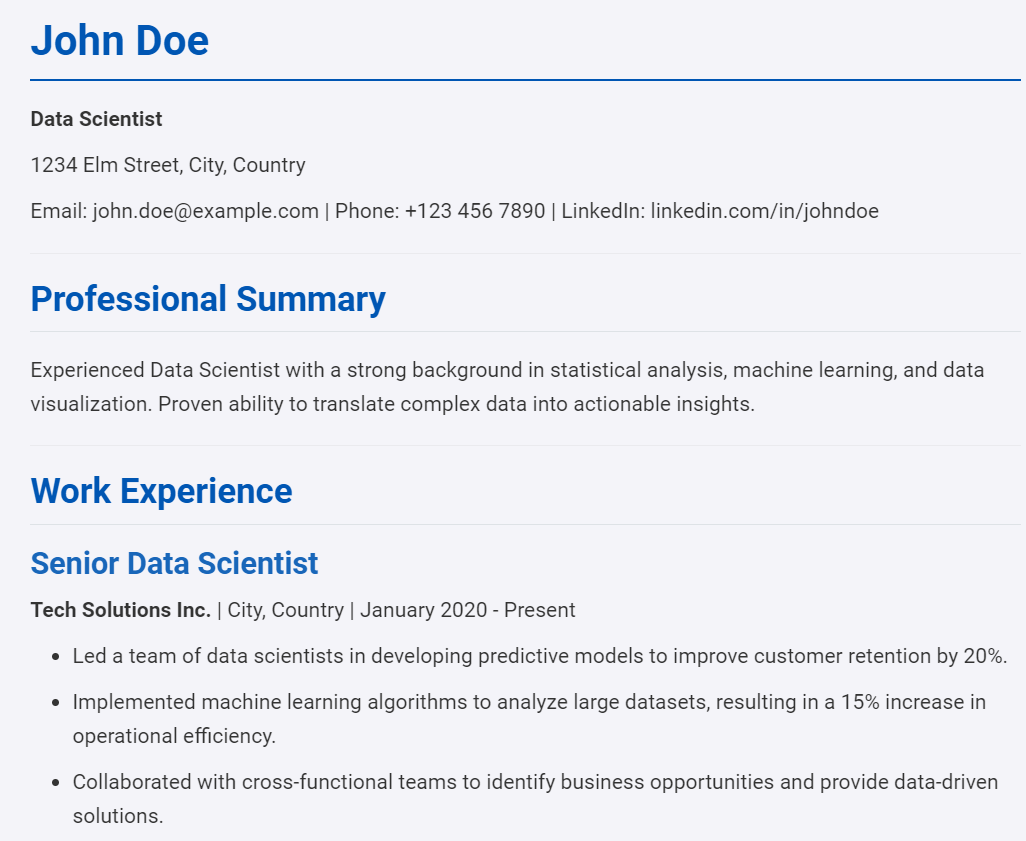 John Doe
Data Scientist
1234 Elm Street, City, Country
Email: john.doe@example.com | Phone: +123 456 7890 | LinkedIn: linkedin.com/in/johndoe
Professional Summary
Experienced Data Scientist with a strong background in statistical analysis, machine learning, and data
visualization. Proven ability to translate complex data into actionable insights.
Work Experience
Senior Data Scientist
Tech Solutions Inc. | City, Country | January 2020 - Present
• Led a team of data scientists in developing predictive models to improve customer retention by 20%.
• Implemented machine learning algorithms to analyze large datasets, resulting in a 15% increase in
operational efficiency.
• Collaborated with cross-functional teams to identify business opportunities and provide data-driven
solutions.